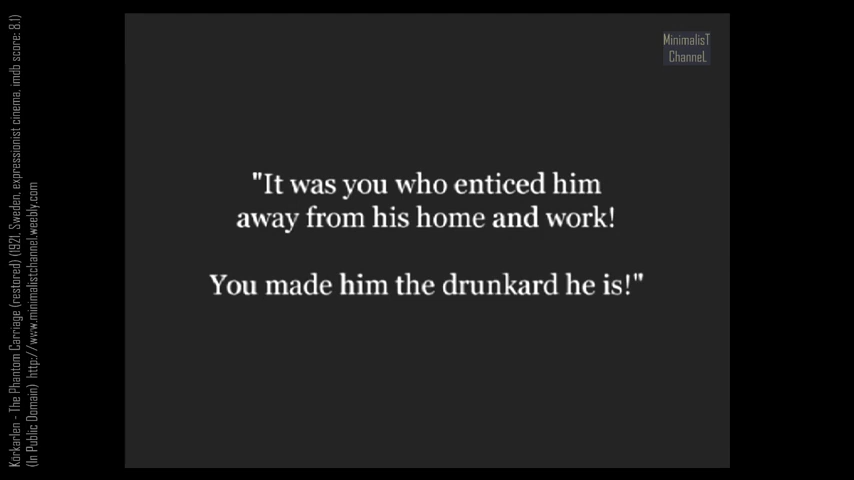 MinimalisT
ChanneL
"It was you who enticed him
away from his home and work!
You made him the drunkard he is!"
Körkarlen - The Phantom Carriage (restored) (1921, Sweden, expressionist cinema, imdb score: 8.1)
(In Public Domain) http://www.minimalistchannel.weebly.com